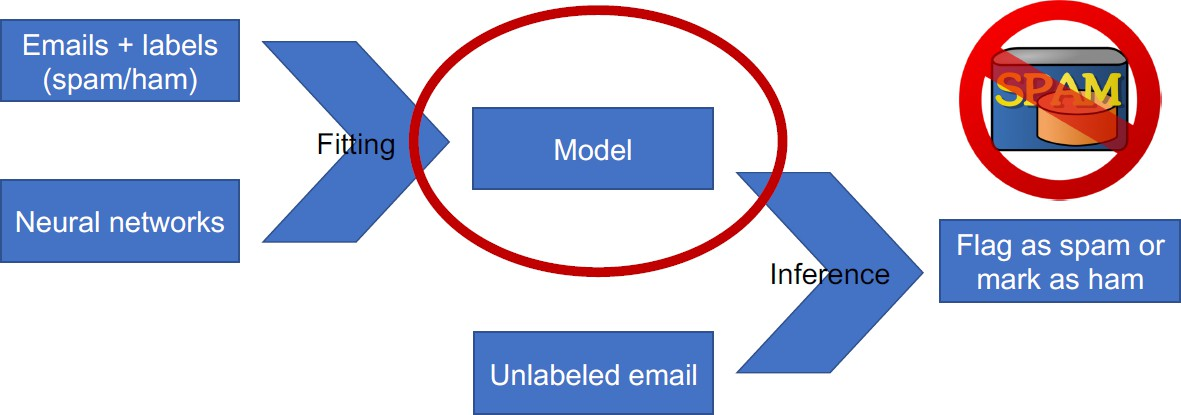 Emails + labels
(spam/ham)
Neural networks
Fitting
Model
Unlabeled email
Inference
SPAM
Flag as spam or
mark as ham